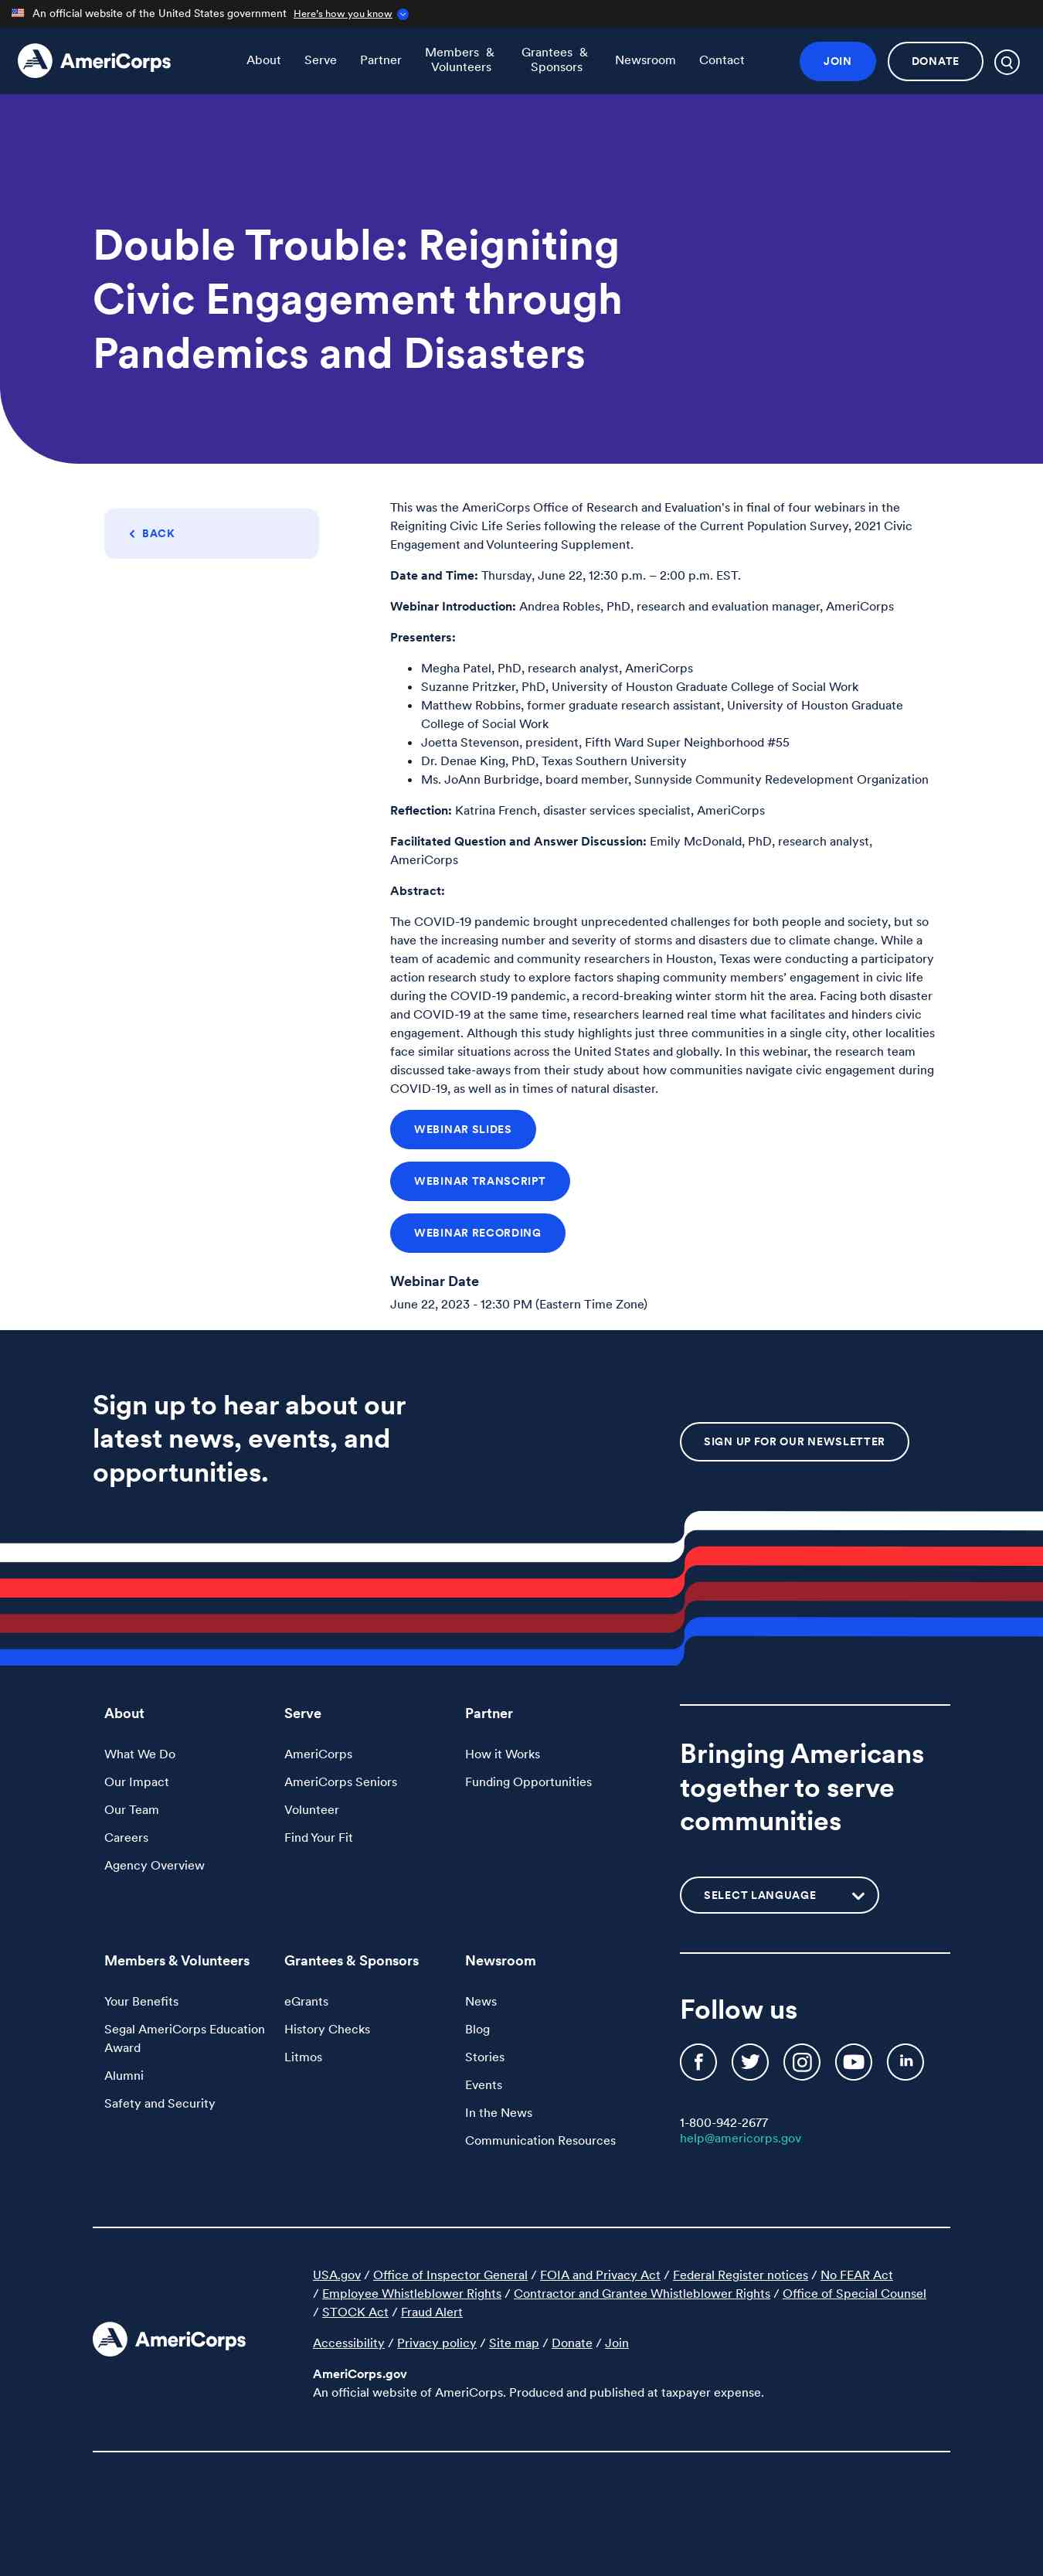 An official website of the United States government Here's how you know
AmeriCorps
About
Serve
Partner
Members & Volunteers
Grantees & Sponsors
Newsroom
Contact
JOIN
DONATE
Double Trouble: Reigniting
Civic Engagement through
Pandemics and Disasters
BACK
This was the AmeriCorps Office of Research and Evaluation's in final of four webinars in the
Reigniting Civic Life Series following the release of the Current Population Survey, 2021 Civic
Engagement and Volunteering Supplement.
Date and Time: Thursday, June 22, 12:30 p.m. – 2:00 p.m. EST.
Webinar Introduction: Andrea Robles, PhD, research and evaluation manager, AmeriCorps
Presenters:
Megha Patel, PhD, research analyst, AmeriCorps
Suzanne Pritzker, PhD, University of Houston Graduate College of Social Work
Matthew Robbins, former graduate research assistant, University of Houston Graduate
College of Social Work
Joetta Stevenson, president, Fifth Ward Super Neighborhood #55
Dr. Denae King, PhD, Texas Southern University
Ms. JoAnn Burbridge, board member, Sunnyside Community Redevelopment Organization
Reflection: Katrina French, disaster services specialist, AmeriCorps
Facilitated Question and Answer Discussion: Emily McDonald, PhD, research analyst,
AmeriCorps
Abstract:
The COVID-19 pandemic brought unprecedented challenges for both people and society, but so
have the increasing number and severity of storms and disasters due to climate change. While a
team of academic and community researchers in Houston, Texas were conducting a participatory
action research study to explore factors shaping community members' engagement in civic life
during the COVID-19 pandemic, a record-breaking winter storm hit the area. Facing both disaster
and COVID-19 at the same time, researchers learned real time what facilitates and hinders civic
engagement. Although this study highlights just three communities in a single city, other localities
face similar situations across the United States and globally. In this webinar, the research team
discussed take-aways from their study about how communities navigate civic engagement during
COVID-19, as well as in times of natural disaster.
WEBINAR SLIDES
WEBINAR TRANSCRIPT
WEBINAR RECORDING
Webinar Date
June 22, 2023 - 12:30 PM (Eastern Time Zone)
Sign up to hear about our
latest news, events, and
opportunities.
SIGN UP FOR OUR NEWSLETTER
About
What We Do
Our Impact
Our Team
Careers
Agency Overview
Serve
AmeriCorps
AmeriCorps Seniors
Volunteer
Find Your Fit
Partner
How it Works
Funding Opportunities
Bringing Americans
together to serve
communities
SELECT LANGUAGE
Members & Volunteers
Your Benefits
Segal AmeriCorps Education
Award
Alumni
Safety and Security
Grantees & Sponsors
eGrants
History Checks
Litmos
Newsroom
News
Blog
Stories
Events
In the News
Communication Resources
Follow us
1-800-942-2677
help@americorps.gov
AmeriCorps
USA.gov / Office of Inspector General / FOIA and Privacy Act / Federal Register notices / No FEAR Act
/ Employee Whistleblower Rights / Contractor and Grantee Whistleblower Rights / Office of Special Counsel
/ STOCK Act / Fraud Alert
Accessibility / Privacy policy / Site map / Donate / Join
AmeriCorps.gov
An official website of AmeriCorps. Produced and published at taxpayer expense.